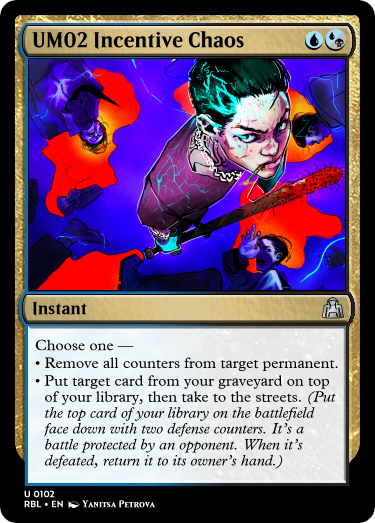 UM02 Incentive Chaos
Instant
Choose one —
• Remove all counters from target permanent.
• Put target card from your graveyard on top
of your library, then take to the streets. (Put
the top card of your library on the battlefield
face down with two defense counters. It's a
battle protected by an opponent. When it's
defeated, return it to its owner's hand.)
U 0102
RBL • EN Yanitsa Petrova